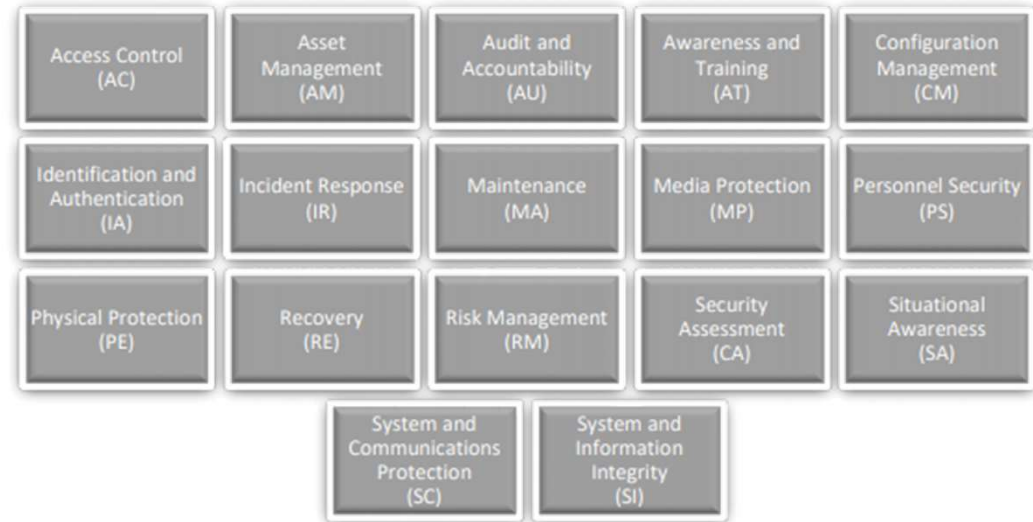 Access Control
(AC)
Asset
Management
(AM)
Audit and
Accountability
(AU)
Awareness and
Training
(AT)
Configuration
Management
(CM)
Identification and
Authentication
(IA)
Incident Response
(IR)
Maintenance
(MA)
Media Protection
(MP)
Personnel Security
(PS)
Physical Protection
(PE)
Recovery
(RE)
Risk Management
(RM)
Security
Assessment
(CA)
Situational
Awareness
(SA)
System and
Communications
Protection
(SC)
System and
Information
Integrity
(SI)